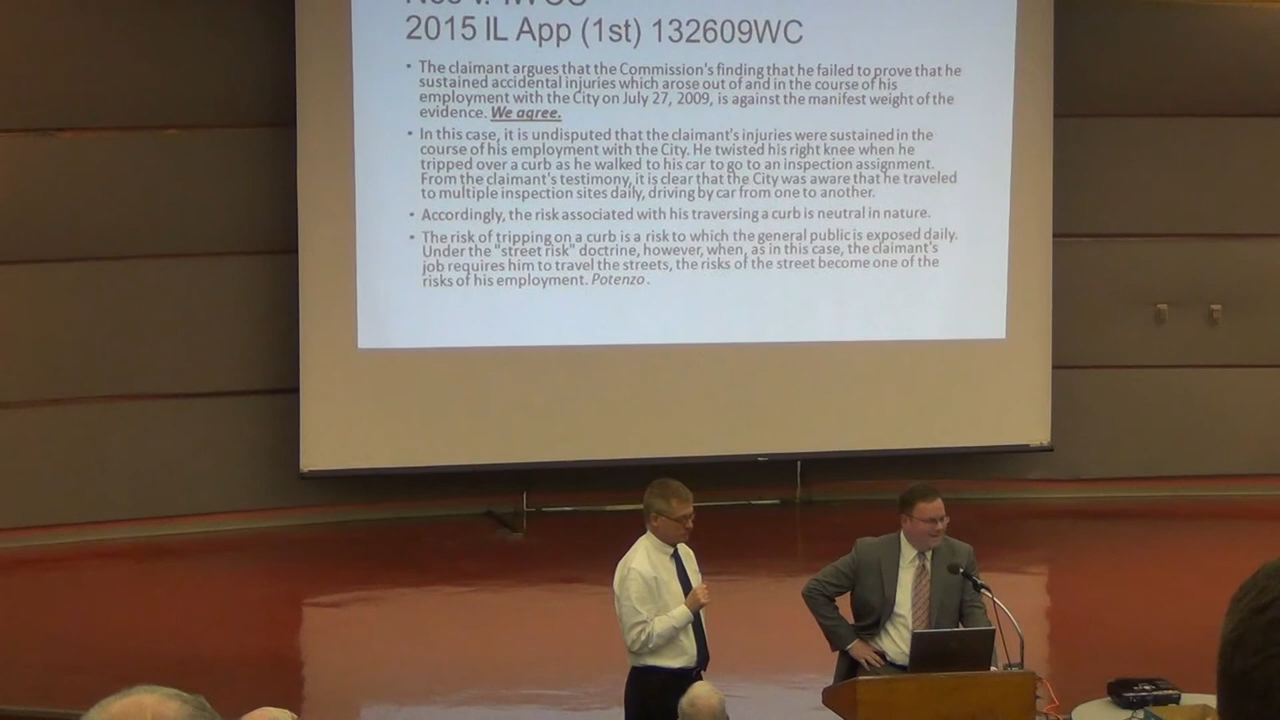 2015 IL App (1st) 132609WC
• The claimant argues that the Commission's finding that he failed to prove that he
sustained accidental injuries which arose out of and in the course of his
employment with the City on July 27, 2009, is against the manifest weight of the
evidence. We agree.
• In this case, it is undisputed that the claimant's injuries were sustained in the
course of his employment with the City. He twisted his right knee when he
tripped over a curb as he walked to his car to go to an inspection assignment.
From the claimant's testimony, it is clear that the City was aware that he traveled
to multiple inspection sites daily, driving by car from one to another.
• Accordingly, the risk associated with his traversing a curb is neutral in nature.
• The risk of tripping on a curb is a risk to which the general public is exposed daily.
Under the "street risk" doctrine, however, when, as in this case, the claimant's
job requires him to travel the streets, the risks of the street become one of the
risks of his employment. Potenzo.